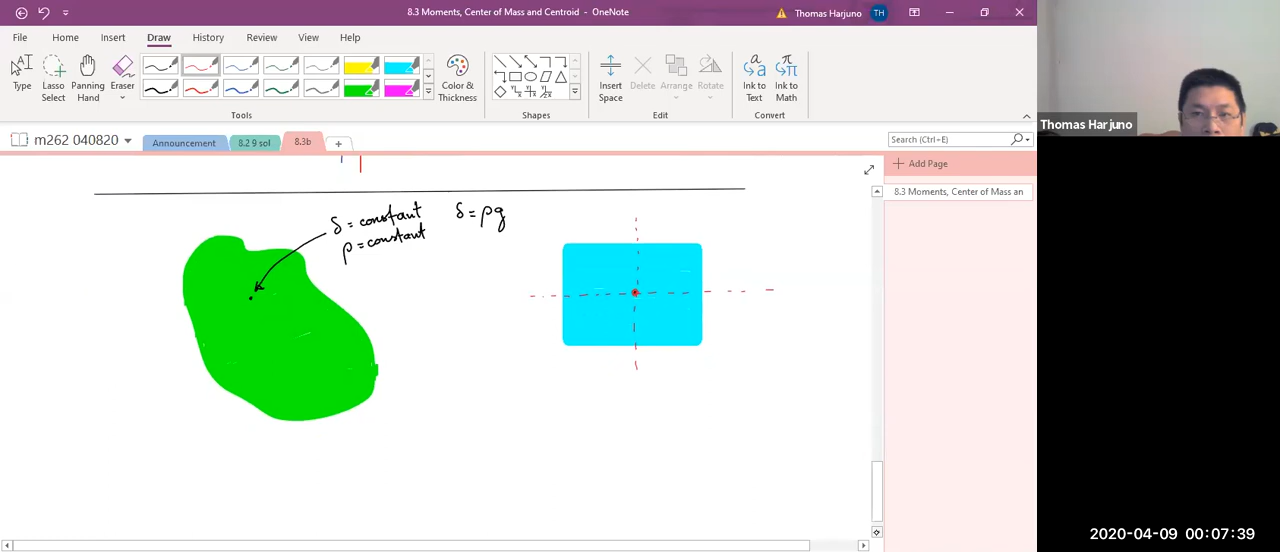 8.3 Moments, Center of Mass and Centroid - OneNote
Thomas Harjuno TH
File Home Insert Draw History Review View Help
Type Lasso Select Panning Hand Eraser Color & Thickness Insert Space Delete Arrange Rotate Ink to Text Ink to Math
Tools Shapes Edit Convert
m262 040820 Announcement 8.2 9 sol 8.3b Search (Ctrl+E)
Add Page
8.3 Moments, Center of Mass an
δ = constant δ = ρg
ρ = constant
Thomas Harjuno
2020-04-09 00:07:39